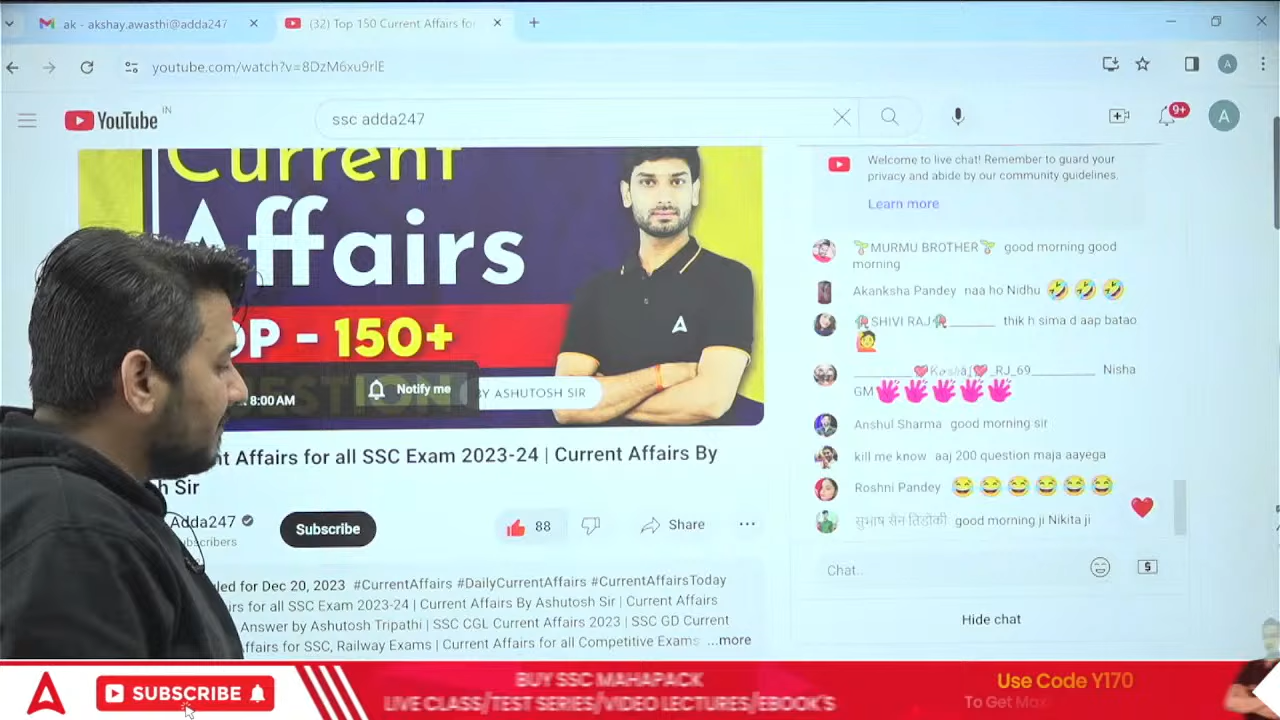 ak - akshay.awasthi@adda247
(32) Top 150 Current Affairs for
youtube.com/watch?v=8DzM6xu9rlE
YouTube IN
ssc adda247
9+
A
A
Current
Affairs
OP - 150+
Notify me
8:00 AM
BY ASHUTOSH SIR
A
nt Affairs for all SSC Exam 2023-24 | Current Affairs By
h Sir
Adda247
ubscribers
Subscribe
88
Share
led for Dec 20, 2023 #CurrentAffairs #DailyCurrentAffairs #CurrentAffairsToday
irs for all SSC Exam 2023-24 | Current Affairs By Ashutosh Sir | Current Affairs
Answer by Ashutosh Tripathi | SSC CGL Current Affairs 2023 | SSC GD Current
ffairs for SSC, Railway Exams | Current Affairs for all Competitive Exams ...more
Welcome to live chat! Remember to guard your
privacy and abide by our community guidelines.
Learn more
MURMU BROTHER good morning good
morning
Akanksha Pandey naa ho Nidhu 🤣🤣🤣
🥀SHIVI RAJ🥀______ thik h sima d aap batao
Nisha
GM
Anshul Sharma good morning sir
kill me know aaj 200 question maja aayega
Roshni Pandey 😂😂😂😂😂😂
सुभाष सेन तिडोकी good morning ji Nikita ji
Chat..
Hide chat
SUBSCRIBE
BUY SSC MAHAPACK
LIVE CLASS/TEST SERIES/VIDEO LECTURES/EBOOK'S
Use Code Y170
To Get Max